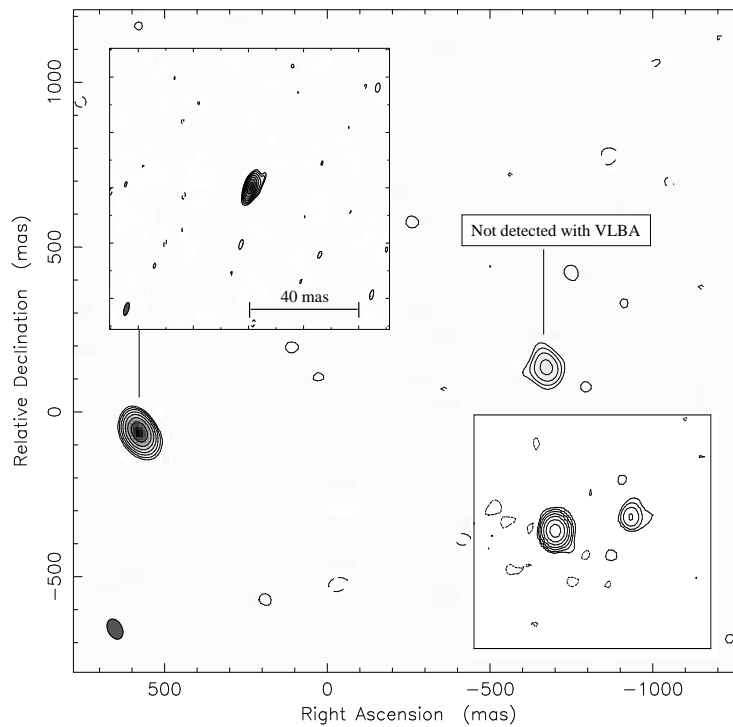 1000
500
0
−500
Relative Declination (mas)
40 mas
Not detected with VLBA
500 0 −500 −1000
Right Ascension (mas)